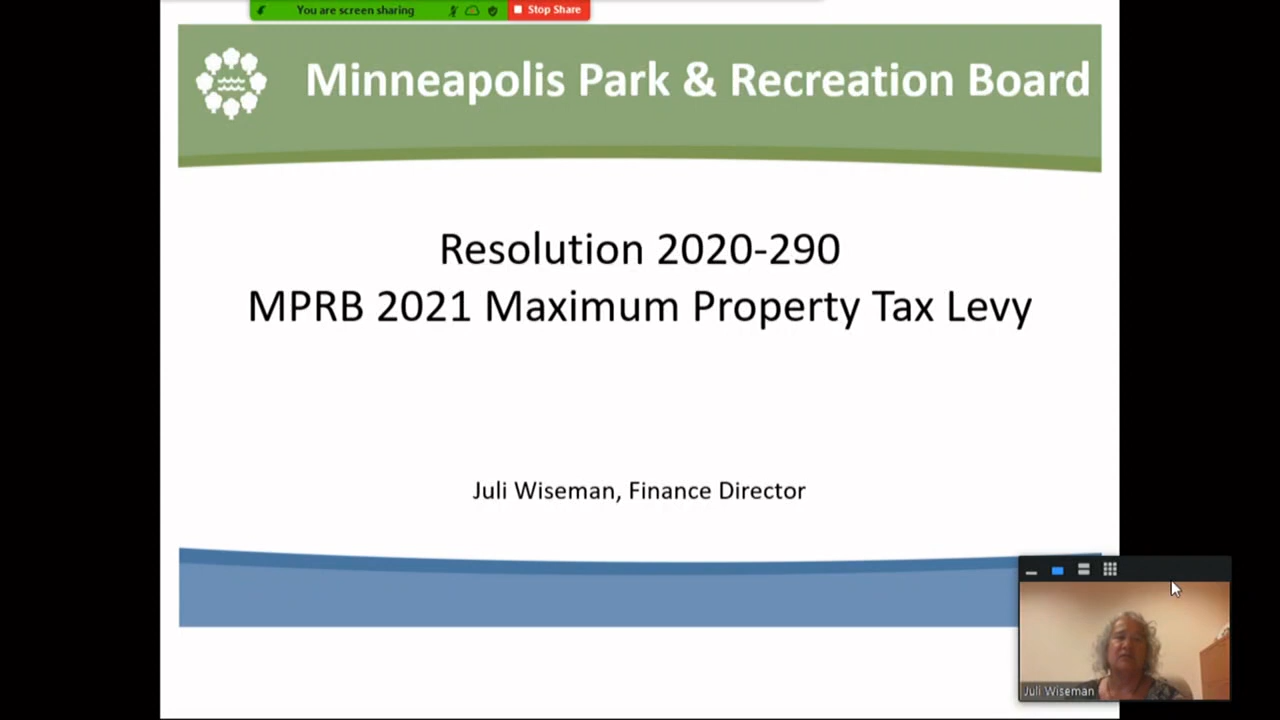 You are screen sharing
Stop Share
Minneapolis Park & Recreation Board
Resolution 2020-290
MPRB 2021 Maximum Property Tax Levy
Juli Wiseman, Finance Director
Juli Wiseman